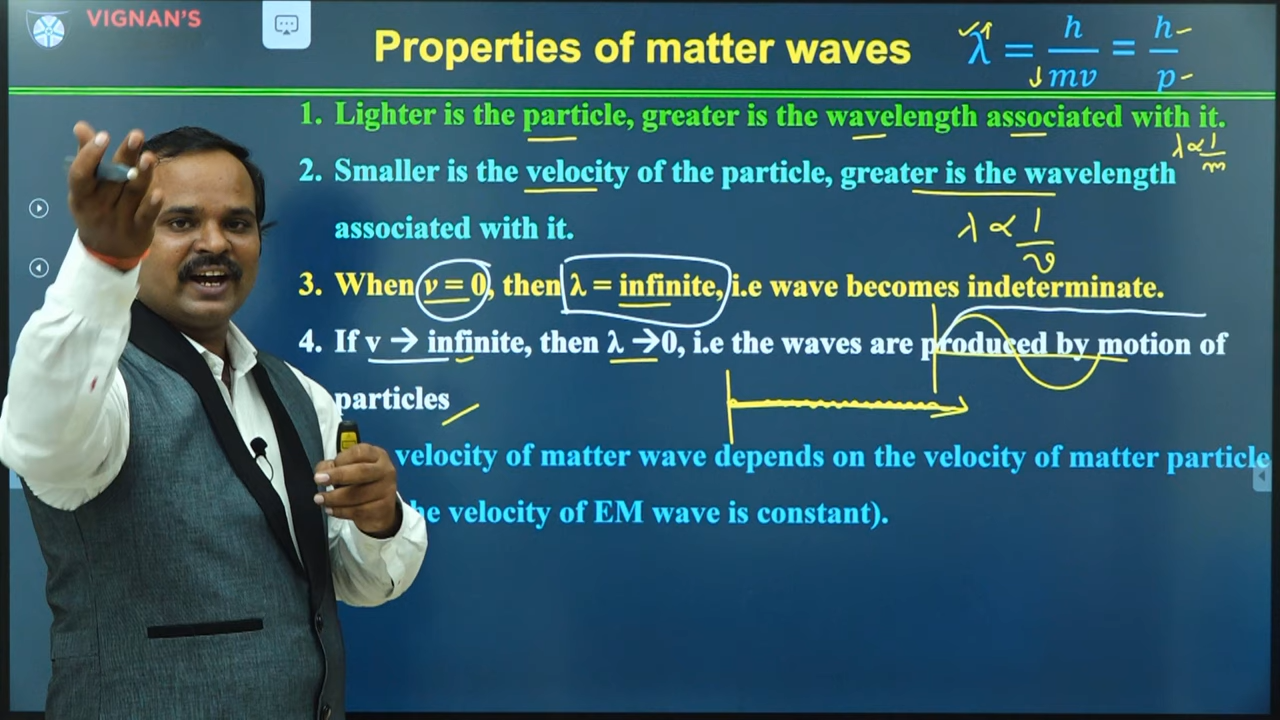 VIGNAN'S
Properties of matter waves
λ = h/mv = h/p
1. Lighter is the particle, greater is the wavelength associated with it.
λ ∝ 1/m
2. Smaller is the velocity of the particle, greater is the wavelength
associated with it.
λ ∝ 1/v
3. When v = 0, then λ = infinite, i.e wave becomes indeterminate.
4. If v → infinite, then λ →0, i.e the waves are produced by motion of
particles
velocity of matter wave depends on the velocity of matter particle
he velocity of EM wave is constant).